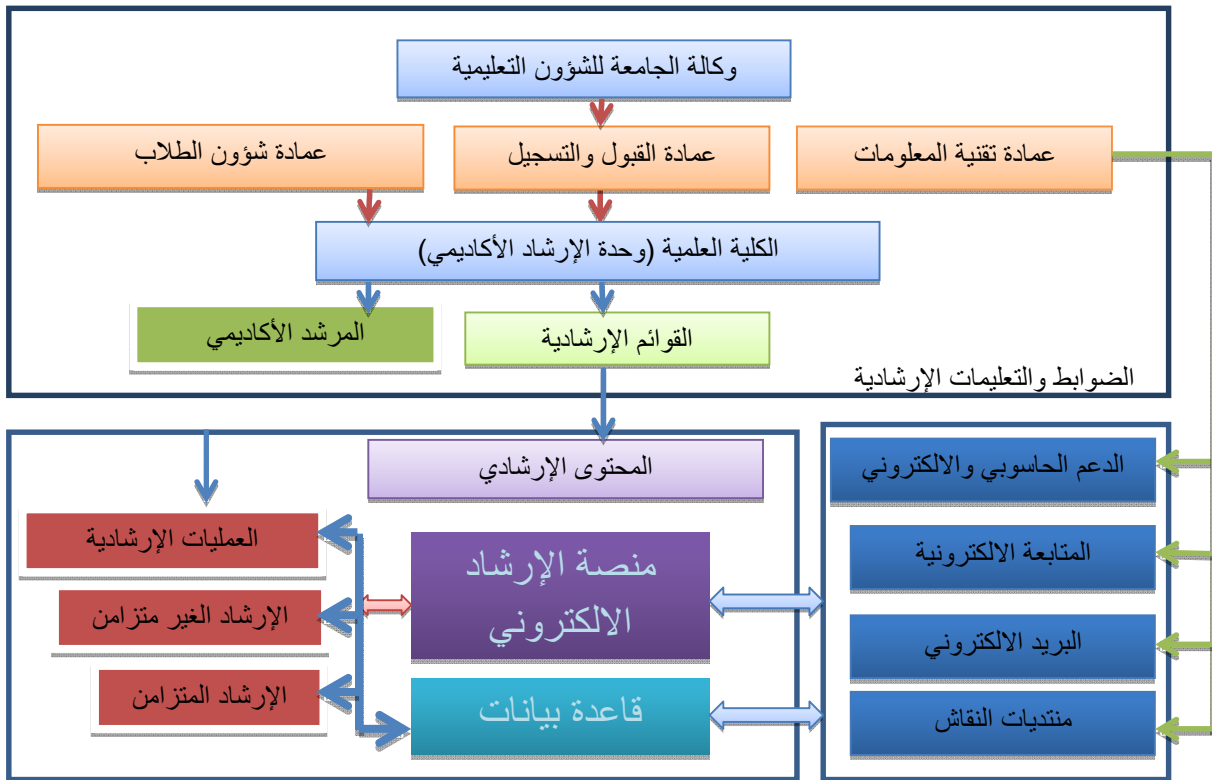 وكالة الجامعة للشؤون التعليمية
عمادة تقنية المعلومات
عمادة القبول والتسجيل
عمادة شؤون الطلاب
الكلية العلمية (وحدة الإرشاد الأكاديمي)
القوائم الإرشادية
المرشد الأكاديمي
الضوابط والتعليمات الإرشادية
الدعم الحاسوبي والالكتروني
المتابعة الالكترونية
البريد الالكتروني
منتديات النقاش
المحتوى الإرشادي
منصة الإرشاد
الالكتروني
قاعدة بيانات
العمليات الإرشادية
الإرشاد الغير متزامن
الإرشاد المتزامن